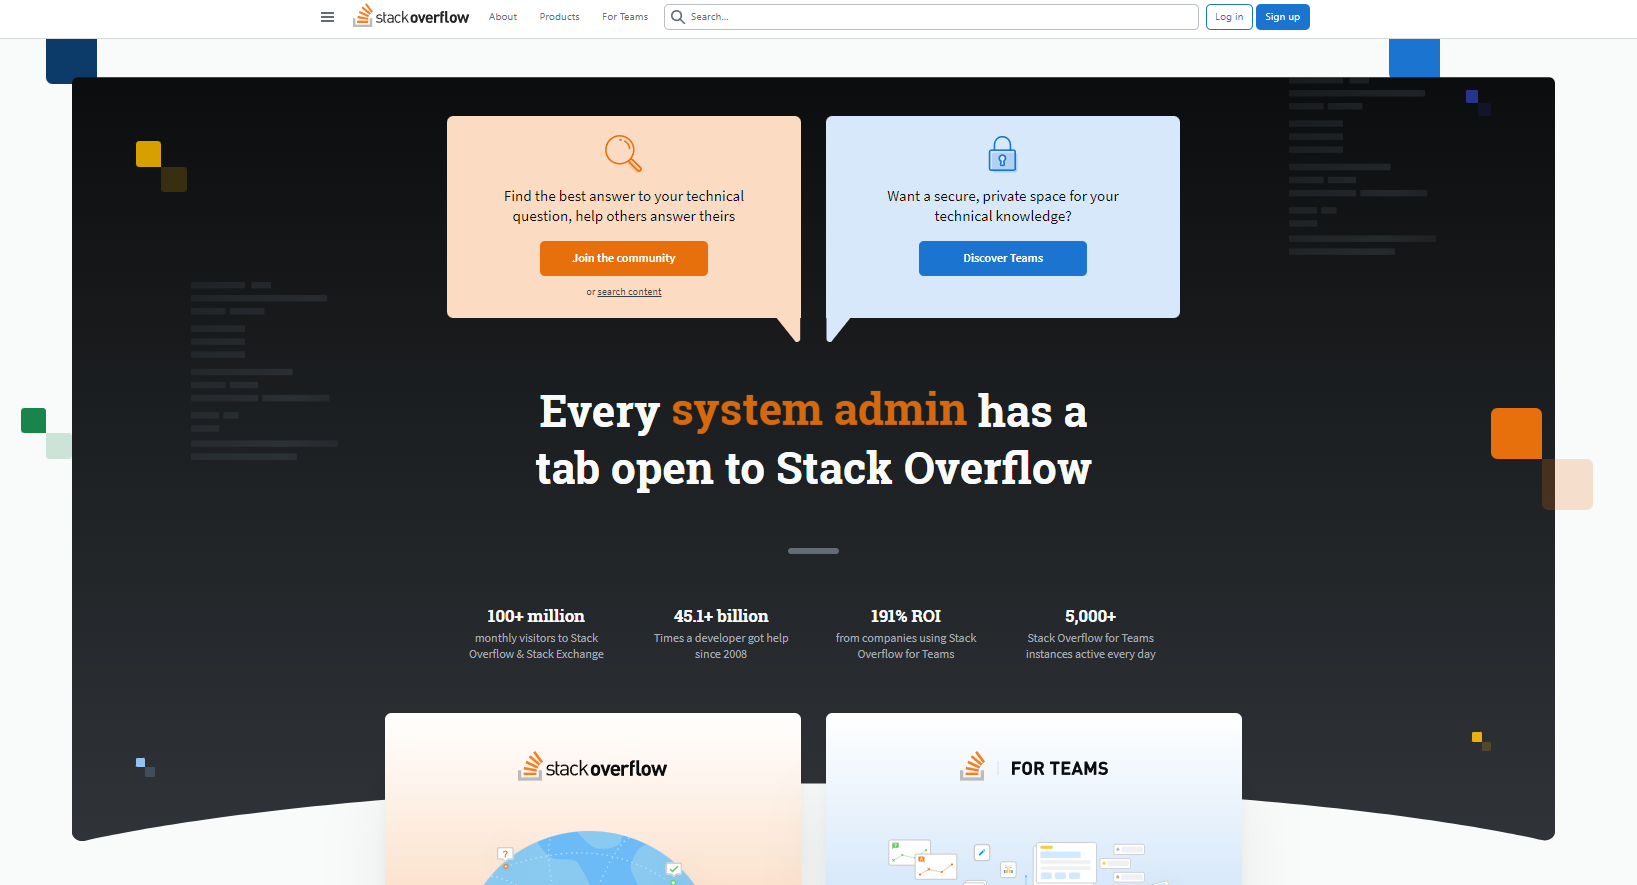 stackoverflow About Products For Teams Search... Log in Sign up
Find the best answer to your technical
question, help others answer theirs
Join the community
or search content
Want a secure, private space for your
technical knowledge?
Discover Teams
Every system admin has a
tab open to Stack Overflow
100+ million
monthly visitors to Stack
Overflow & Stack Exchange
45.1+ billion
Times a developer got help
since 2008
191% ROI
from companies using Stack
Overflow for Teams
5,000+
Stack Overflow for Teams
instances active every day
stackoverflow
?
FOR TEAMS